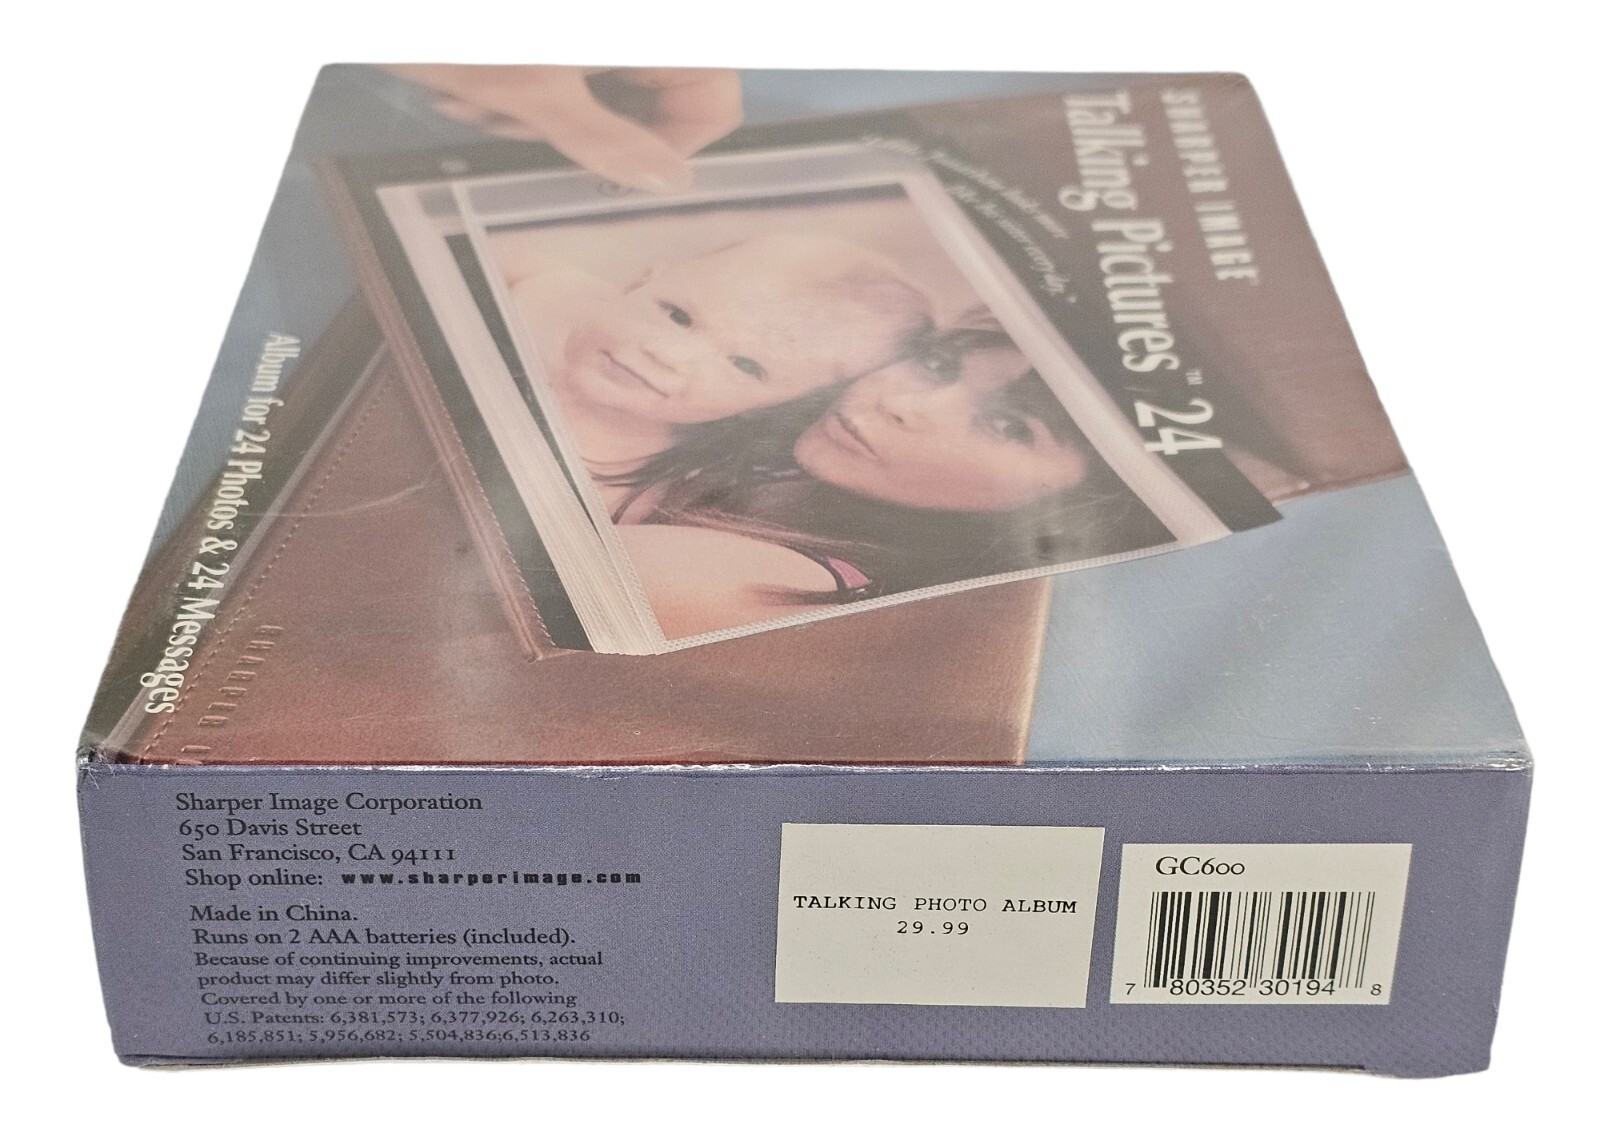 SHARPER IMAGE
Talking Pictures™ / 24
Album for 24 Photos & 24 Messages
Sharper Image Corporation
650 Davis Street
San Francisco, CA 94111
Shop online: www.sharperimage.com
Made in China.
Runs on 2 AAA batteries (included).
Because of continuing improvements, actual
product may differ slightly from photo.
Covered by one or more of the following
U.S. Patents: 6,381,573; 6,377,926; 6,263,310;
6,185,851; 5,956,682; 5,504,836;6,513,836
TALKING PHOTO ALBUM
29.99
GC600
7 80352 30194 8